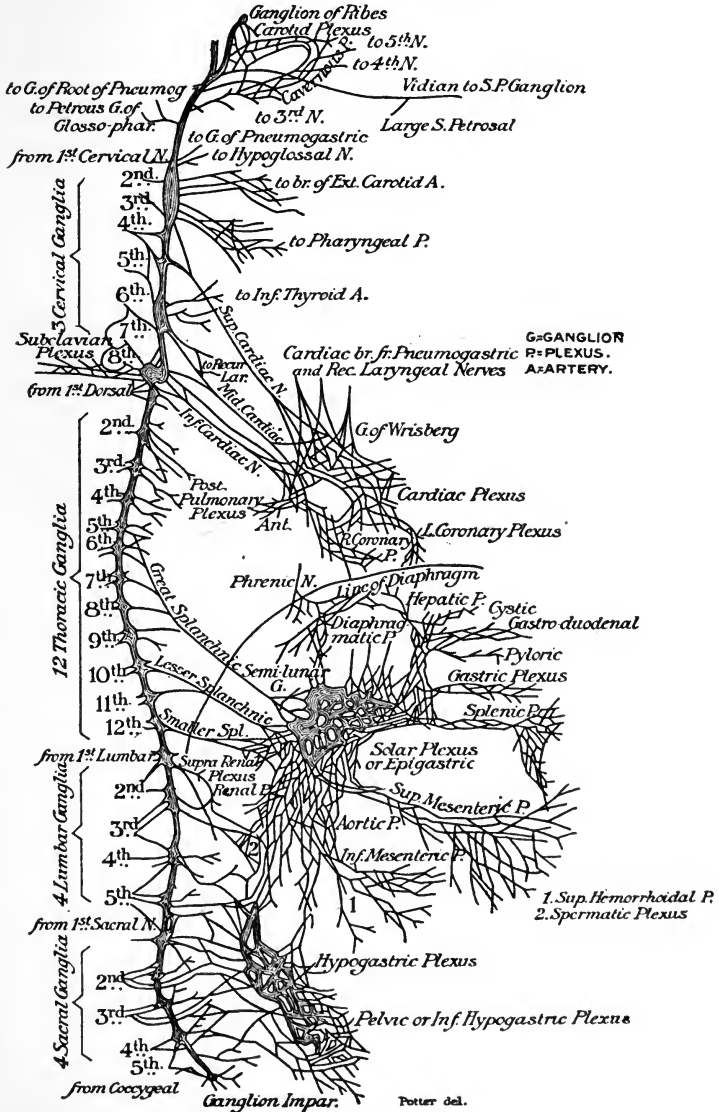 Ganglion of Ribes
Carotid Plexus
to 5th N.
to 4th N.
Cavernous P.
to G. of Root of Pneumog
Vidian to S.P. Ganglion
to Petrous G. of
Glosso-phar.
to 3rd N.
Large S. Petrosal
to G. of Pneumogastric
from 1st Cervical N.
to Hypoglossal N.
2nd.
to br. of Ext. Carotid A.
3rd
4th.
to Pharyngeal P.
3 Cervical Ganglia
5th.
6th.
to Inf. Thyroid A.
7th.
Sup. Cardiac N.
G=GANGLION
P=PLEXUS.
A=ARTERY.
Subclavian
Plexus
8th.
to Recur
Lar.
Cardiac br. fr. Pneumogastric
and Rec. Laryngeal Nerves
from 1st Dorsal
Mid. Cardiac
Inf. Cardiac N.
2nd.
G. of Wrisberg
3rd.
Post.
Pulmonary
Plexus
4th.
Ant.
Cardiac Plexus
12 Thoracic Ganglia
5th.
6th.
R. Coronary
P.
L. Coronary Plexus
7th.
Great Splanchnic
Phrenic N.
Line of Diaphragm
Hepatic P.
Cystic
8th.
Diaphrag-
matic P.
Gastro-duodenal
9th.
Pyloric
10th.
Lesser Splanchnic
Semi-lunar
G.
Gastric Plexus
11th.
Splenic P.
12th.
Smaller Spl.
Solar Plexus
or Epigastric
from 1st Lumbar
Supra Renal
Plexus
Renal P.
Sup. Mesenteric P.
4 Lumbar Ganglia
2nd.
3rd.
2
Aortic P.
4th
Inf. Mesenteric P.
5th.
1
1. Sup. Hemorrhoidal P.
2. Spermatic Plexus
from 1st Sacral N.
4 Sacral Ganglia
2nd.
Hypogastric Plexus
3rd.
Pelvic or Inf. Hypogastric Plexus
4th.
5th.
from Coccygeal
Ganglion Impar.
Potter del.